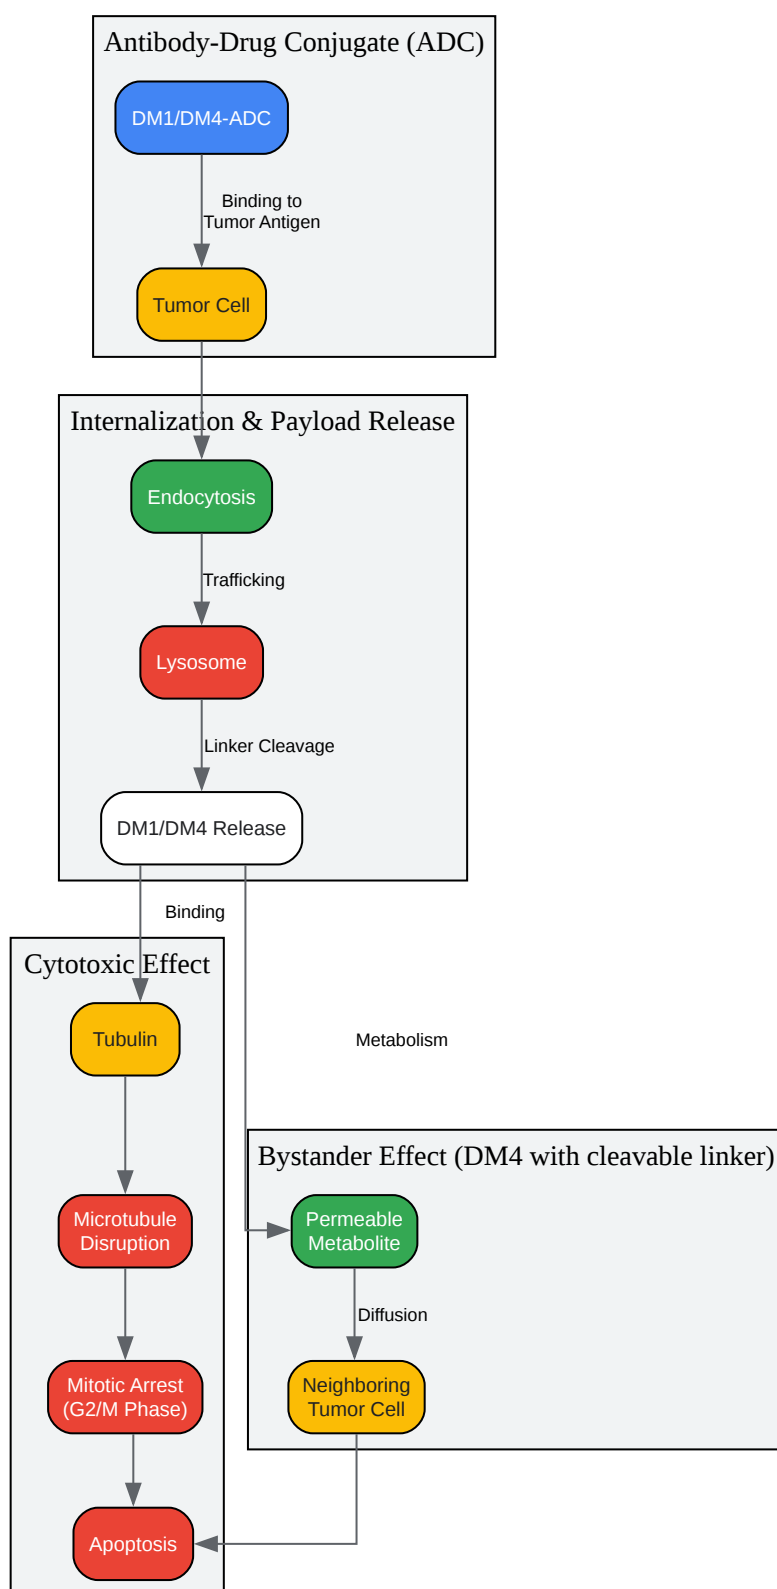 Antibody-Drug Conjugate (ADC)
DM1/DM4-ADC
Binding to
Tumor Antigen
Tumor Cell
Internalization & Payload Release
Endocytosis
Trafficking
Lysosome
Linker Cleavage
DM1/DM4 Release
Binding
Cytotoxic Effect
Tubulin
Metabolism
Bystander Effect (DM4 with cleavable linker)
Microtubule
Disruption
Permeable
Metabolite
Diffusion
Mitotic Arrest
(G2/M Phase)
Neighboring
Tumor Cell
Apoptosis